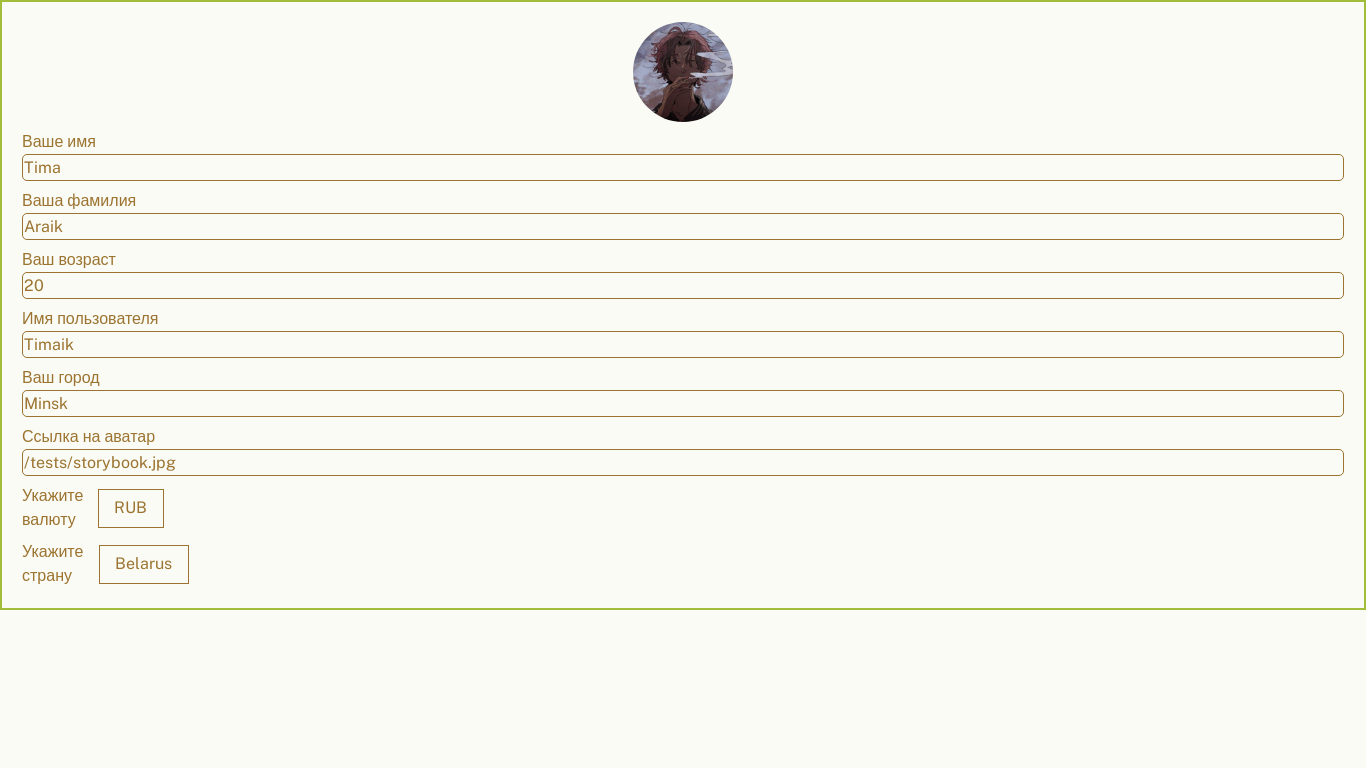 Ваше имя
Tima
Ваша фамилия
Araik
Ваш возраст
20
Имя пользователя
Timaik
Ваш город
Minsk
Ссылка на аватар
/tests/storybook.jpg
Укажите
валюту
RUB
Укажите
страну
Belarus